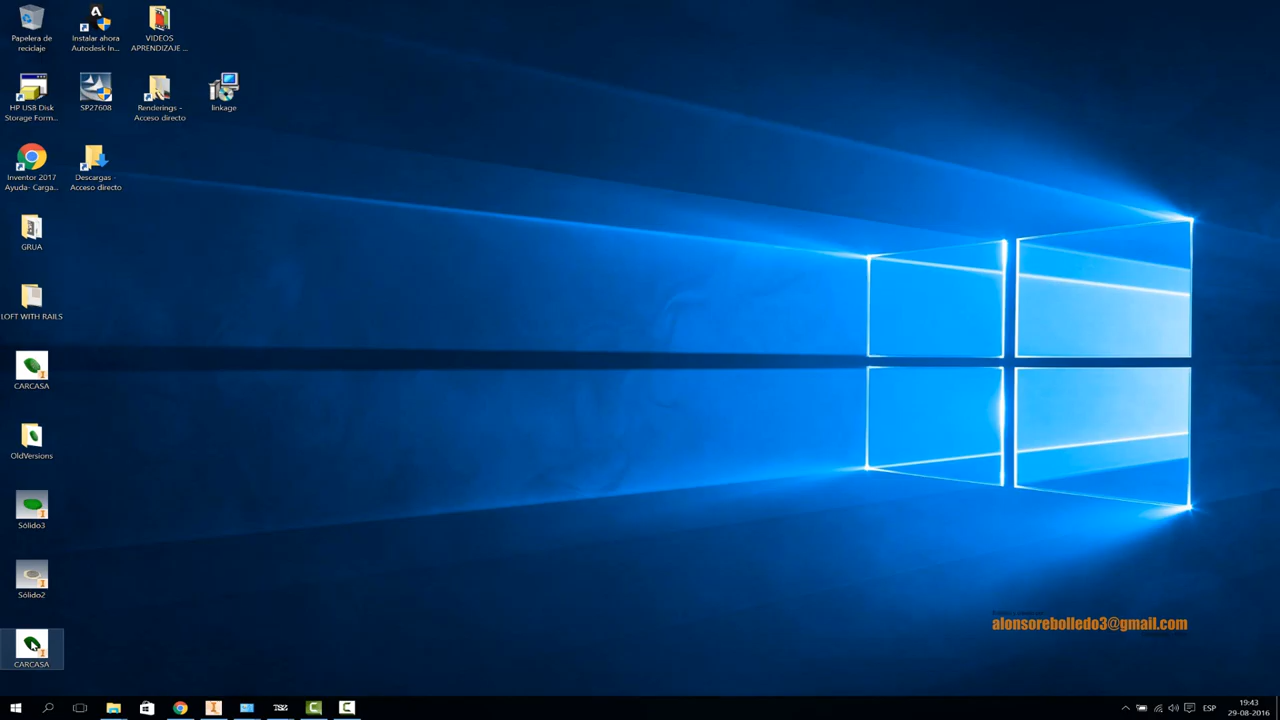 Papelera de
reciclaje
Instalar ahora
Autodesk In...
VIDEOS
APRENDIZAJE ...
HP USB Disk
Storage Form...
SP27608
Renderings -
Acceso directo
linkage
Inventor 2017
Ayuda- Carga...
Descargas -
Acceso directo
GRUA
LOFT WITH RAILS
CARCASA
OldVersions
Sólido3
Sólido2
CARCASA
alonsorebolledo3@gmail.com
ESP
19:43
29-08-2016